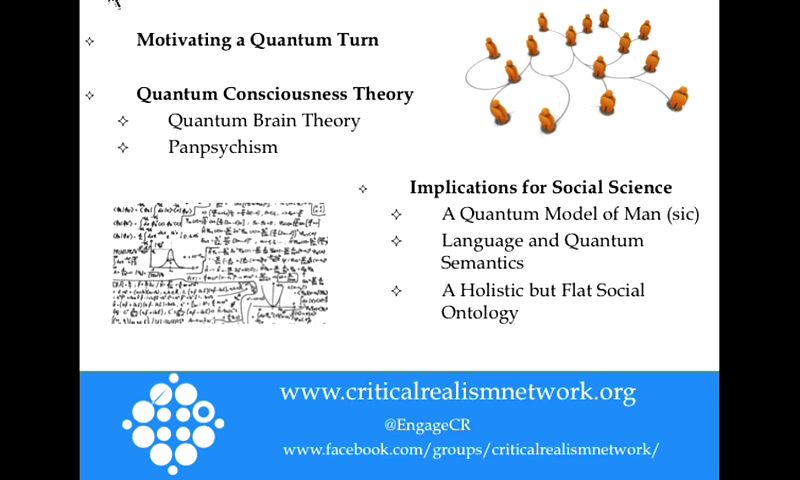 Motivating a Quantum Turn
Quantum Consciousness Theory
Quantum Brain Theory
Panpsychism
Implications for Social Science
A Quantum Model of Man (sic)
Language and Quantum
Semantics
A Holistic but Flat Social
Ontology
www.criticalrealismnetwork.org
@EngageCR
www.facebook.com/groups/criticalrealismnetwork/